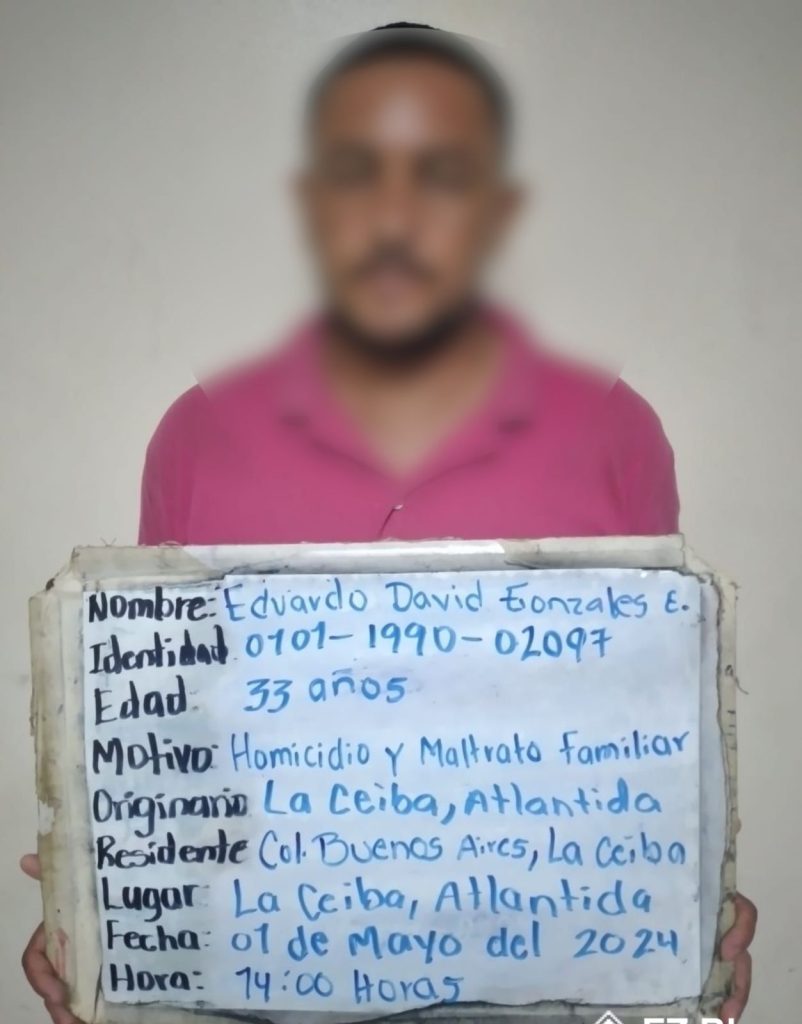 Nombre: Eduardo David Gonzales E.
Identidad 0101-1990-02097
Edad 33 años
Motivo: Homicidio y Maltrato Familiar
Originario La Ceiba, Atlantida
Residente Col. Buenos Aires, La Ceiba
Lugar: La Ceiba, Atlantida
Fecha: 01 de Mayo del 2024
Hora: 14:00 Horas